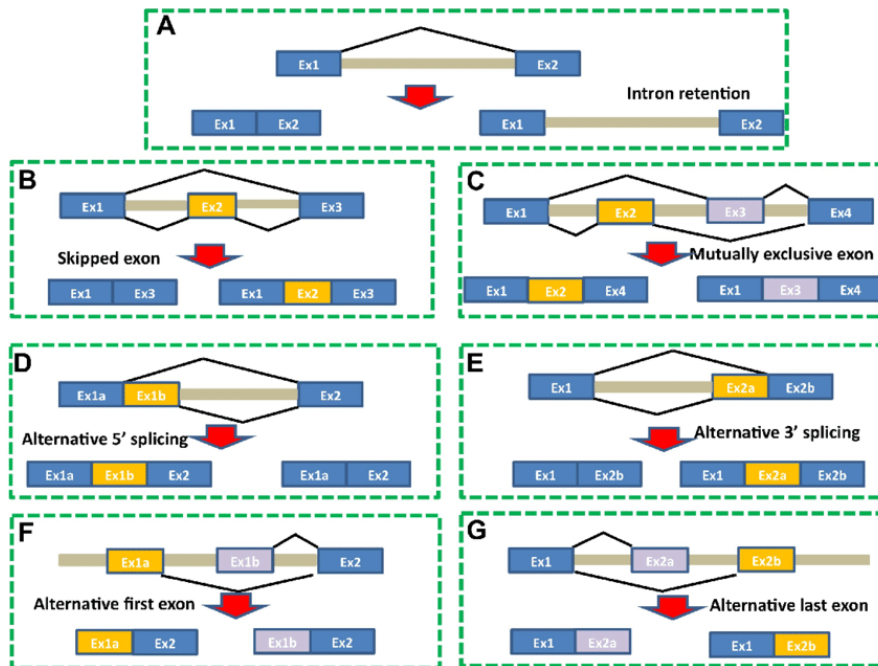 A
Ex1 Ex2
Intron retention
Ex1 Ex2 Ex1 Ex2
B
Ex1 Ex2 Ex3
Skipped exon
Ex1 Ex3 Ex1 Ex2 Ex3
C
Ex1 Ex2 Ex3 Ex4
Mutually exclusive exon
Ex1 Ex2 Ex4 Ex1 Ex3 Ex4
D
Ex1a Ex1b Ex2
Alternative 5’ splicing
Ex1a Ex1b Ex2 Ex1a Ex2
E
Ex1 Ex2a Ex2b
Alternative 3’ splicing
Ex1 Ex2b Ex1 Ex2a Ex2b
F
Ex1a Ex1b Ex2
Alternative first exon
Ex1a Ex2 Ex1b Ex2
G
Ex1 Ex2a Ex2b
Alternative last exon
Ex1 Ex2a Ex1 Ex2b